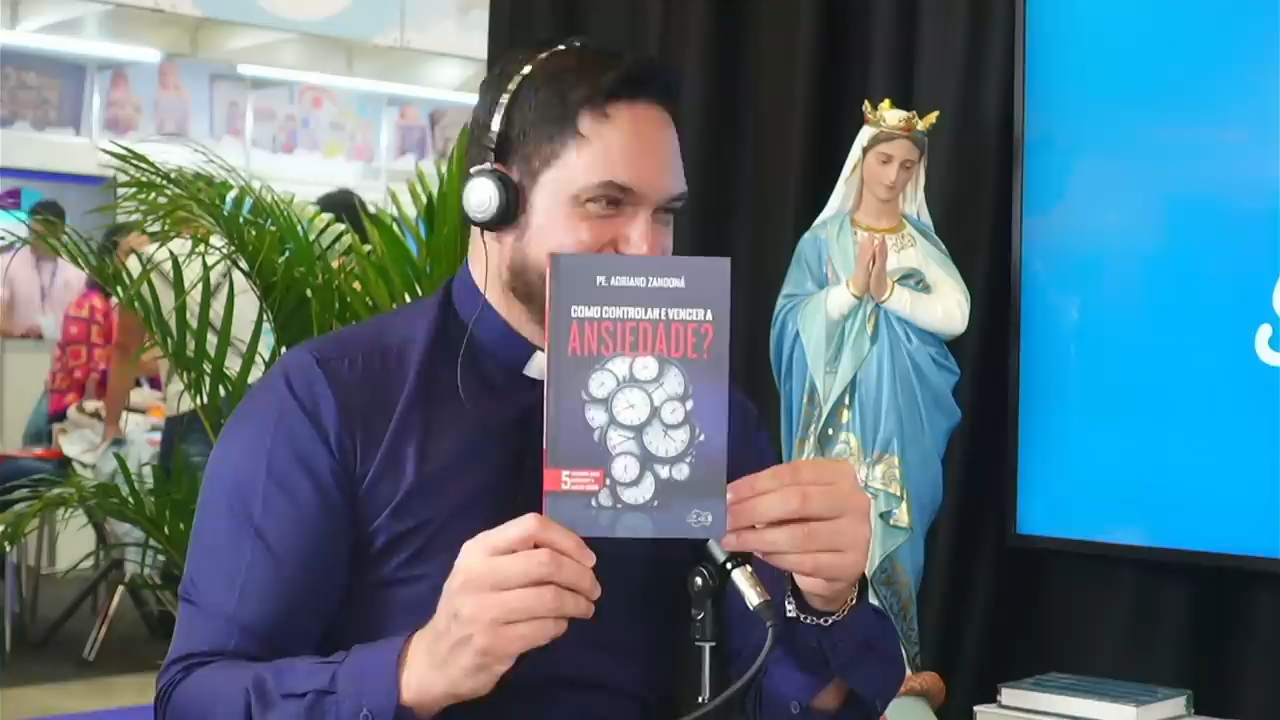 PE. ADRIANO ZANDONÁ
COMO CONTROLAR E VENCER A
ANSIEDADE?
5